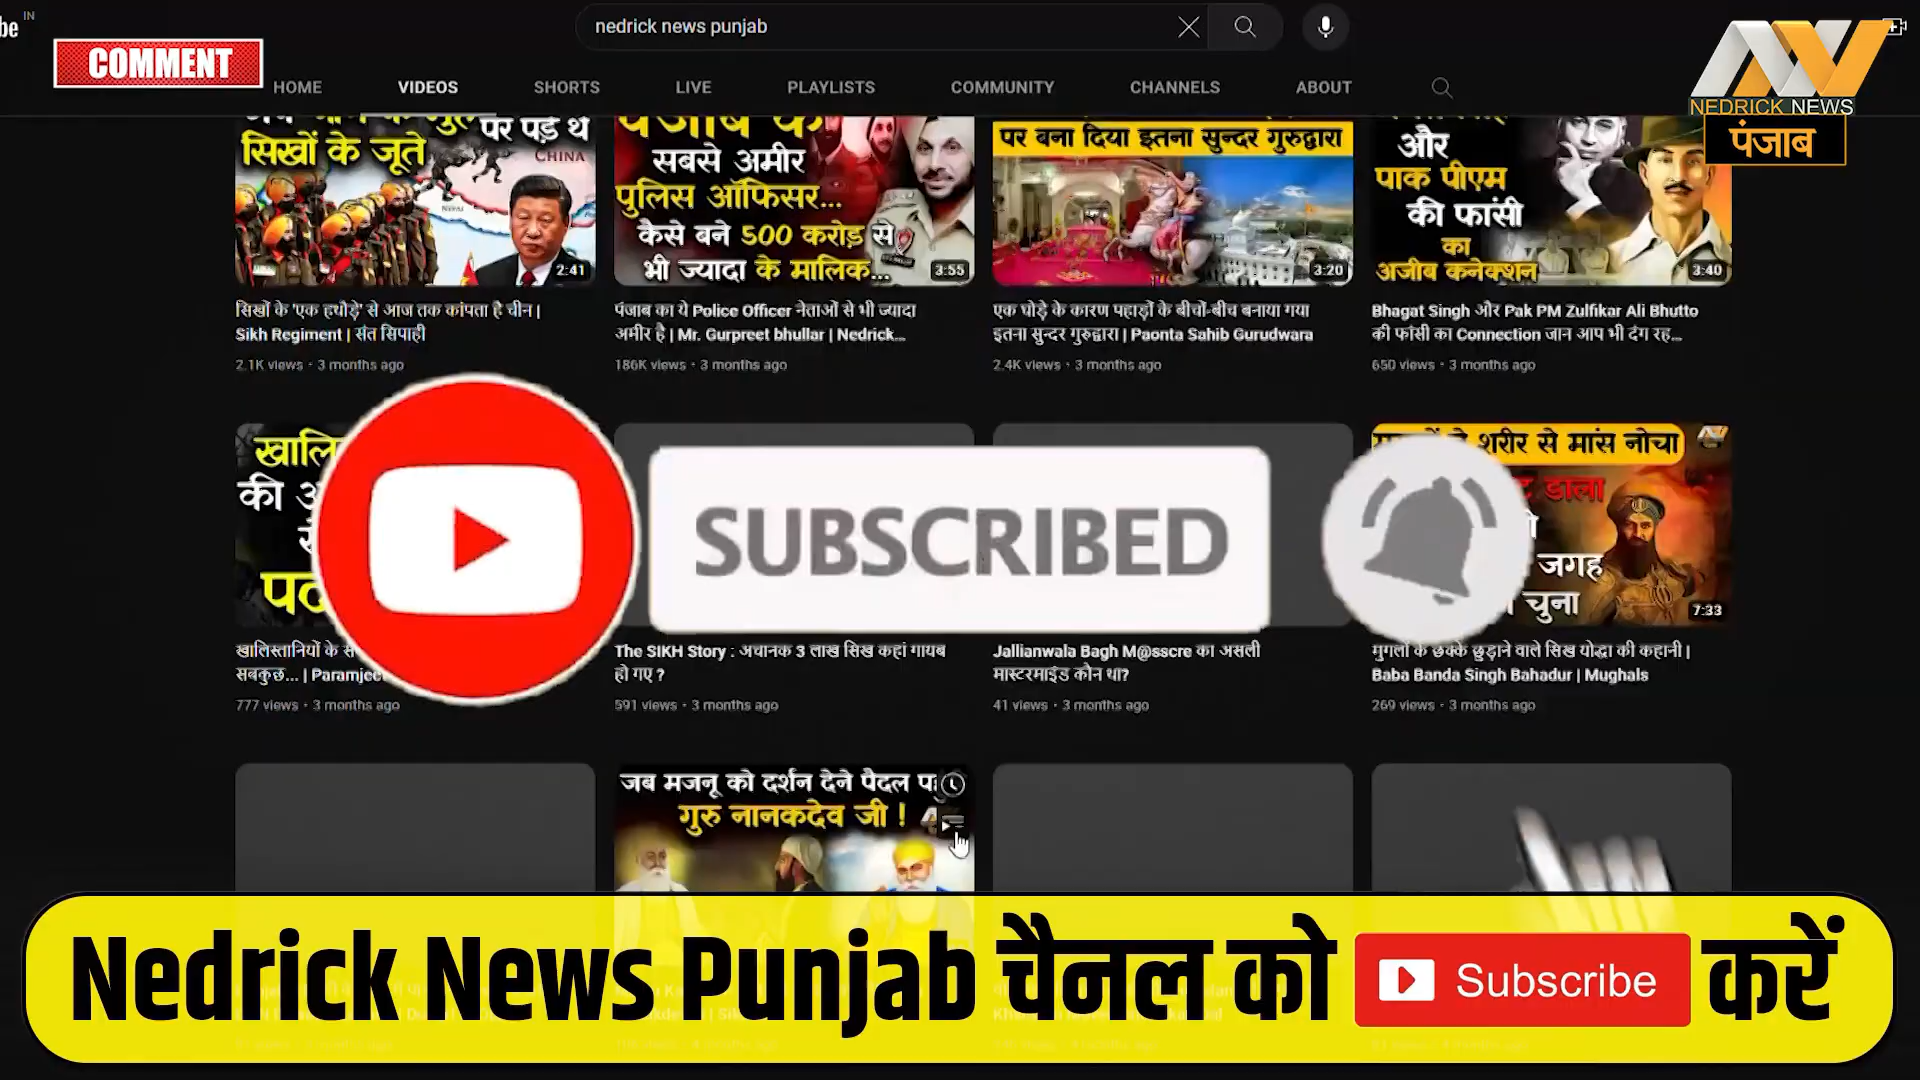 be
IN
nedrick news punjab
COMMENT
HOME
VIDEOS
SHORTS
LIVE
PLAYLISTS
COMMUNITY
CHANNELS
ABOUT
NEDRICK NEWS
पंजाब
पर पड़े थे
सिखों के जूते
CHINA
2:41
पंजाब के
सबसे अमीर
पुलिस ऑफिसर...
कैसे बने 500 करोड़ से
भी ज्यादा के मालिक...
3:55
पर बना दिया इतना सुन्दर गुरुद्वारा
3:20
और
पाक पीएम
की फांसी
का
अजीब कनेक्शन
3:40
सिखों के 'एक हथौड़े' से आज तक कांपता है चीन |
Sikh Regiment | संत सिपाही
2.1K views • 3 months ago
पंजाब का ये Police Officer नेताओं से भी ज्यादा
अमीर है | Mr. Gurpreet bhullar | Nedrick...
186K views • 3 months ago
एक घोड़े के कारण पहाड़ों के बीचों-बीच बनाया गया
इतना सुन्दर गुरुद्वारा | Paonta Sahib Gurudwara
2.4K views • 3 months ago
Bhagat Singh और Pak PM Zulfikar Ali Bhutto
की फांसी का Connection जान आप भी दंग रह...
650 views • 3 months ago
खालि
की
SUBSCRIBED
शरीर से मांस नोचा
डाला
जगह
चुना
7:33
खालिस्तानियों के
सबकुछ... | Paramjee
777 views • 3 months ago
The SIKH Story : अचानक 3 लाख सिख कहां गायब
हो गए ?
591 views • 3 months ago
Jallianwala Bagh M@sscre का असली
मास्टरमाइंड कौन था?
41 views • 3 months ago
मुगलों के छक्के छुड़ाने वाले सिख योद्धा की कहानी |
Baba Banda Singh Bahadur | Mughals
269 views • 3 months ago
जब मजनू को दर्शन देने पैदल
गुरु नानकदेव जी !
Nedrick News Punjab चैनल को Subscribe करें